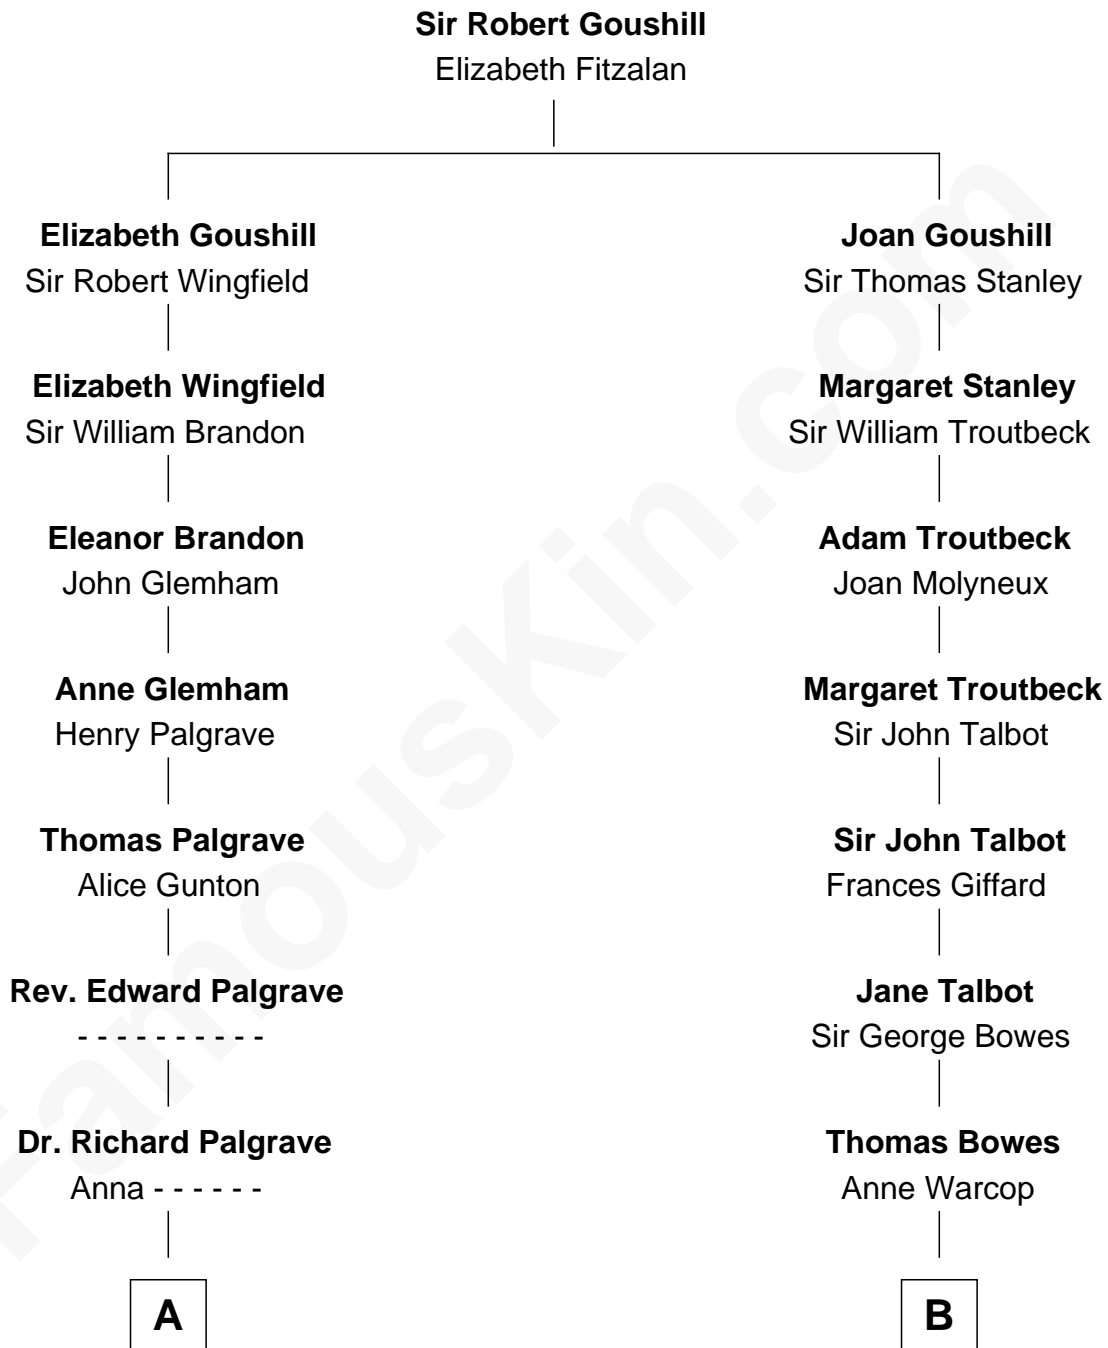 Sir Robert Goushill
Elizabeth Fitzalan
Elizabeth Goushill
Sir Robert Wingfield
Joan Goushill
Sir Thomas Stanley
Elizabeth Wingfield
Sir William Brandon
Margaret Stanley
Sir William Troutbeck
Eleanor Brandon
John Glemham
Adam Troutbeck
Joan Molyneux
Anne Glemham
Henry Palgrave
Margaret Troutbeck
Sir John Talbot
Thomas Palgrave
Alice Gunton
Sir John Talbot
Frances Giffard
Rev. Edward Palgrave
- - - - - - - - - -
Jane Talbot
Sir George Bowes
Dr. Richard Palgrave
Anna - - - - - -
Thomas Bowes
Anne Warcop
A
B
FamousKin.com